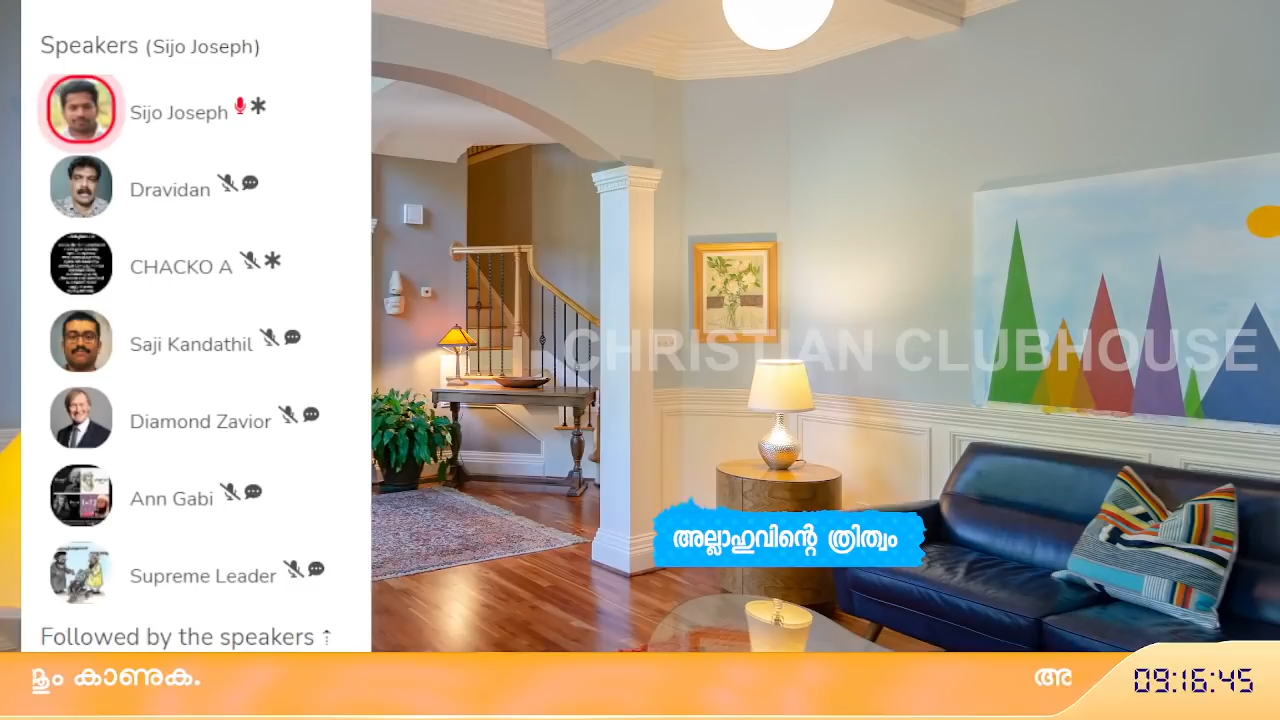 Speakers (Sijo Joseph)
Sijo Joseph
Dravidan
CHACKO A
Saji Kandathil
Diamond Zavior
Ann Gabi
Supreme Leader
Followed by the speakers ⇡
CHRISTIAN CLUBHOUSE
അല്ലാഹുവിന്റെ ത്രിത്വം
കാണുക.
അ
09:16:45